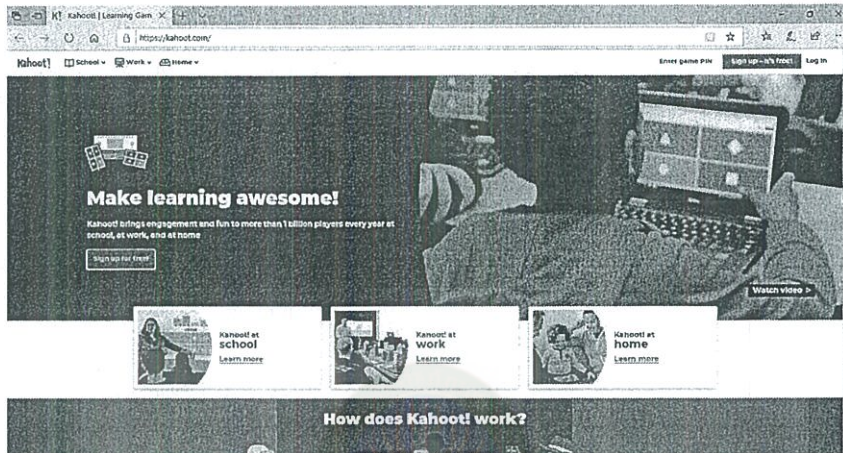 Kahoot! | Learning Gam
https://kahoot.com/
Kahoot! School Work Home Enter game PIN Sign up - it's free! Log in
Make learning awesome!
Kahoot! brings engagement and fun to more than 1 billion players every year at
school, at work, and at home
Sign up for free!
Watch video
Kahoot! at
school
Learn more
Kahoot! at
work
Learn more
Kahoot! at
home
Learn more
How does Kahoot! work?